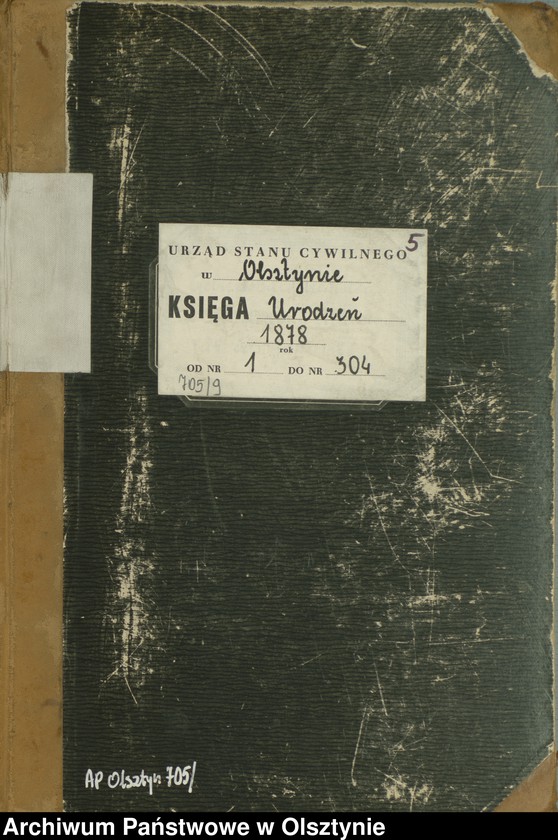 5
URZĄD STANU CYWILNEGO
w Olsztynie
KSIĘGA Urodzeń
1878
rok
OD NR 1 DO NR 304
705/9
AP Olsztyn 705/
Archiwum Państwowe w Olsztynie